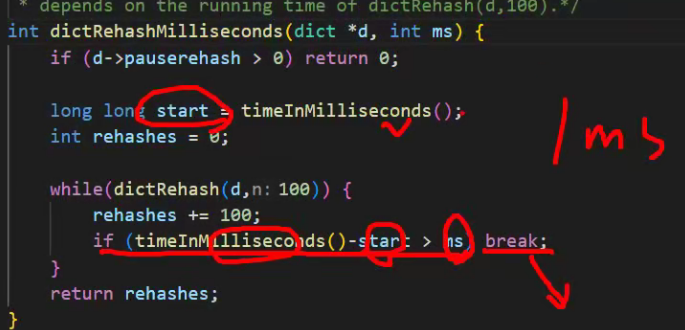 * depends on the running time of dictRehash(d,100).*/
int dictRehashMilliseconds(dict *d, int ms) {
if (d->pauserehash > 0) return 0;
long long start = timeInMilliseconds();
int rehashes = 0;
1ms
while(dictRehash(d,n: 100)) {
rehashes += 100;
if (timeInMilliseconds()-start > ms) break;
}
return rehashes;
}